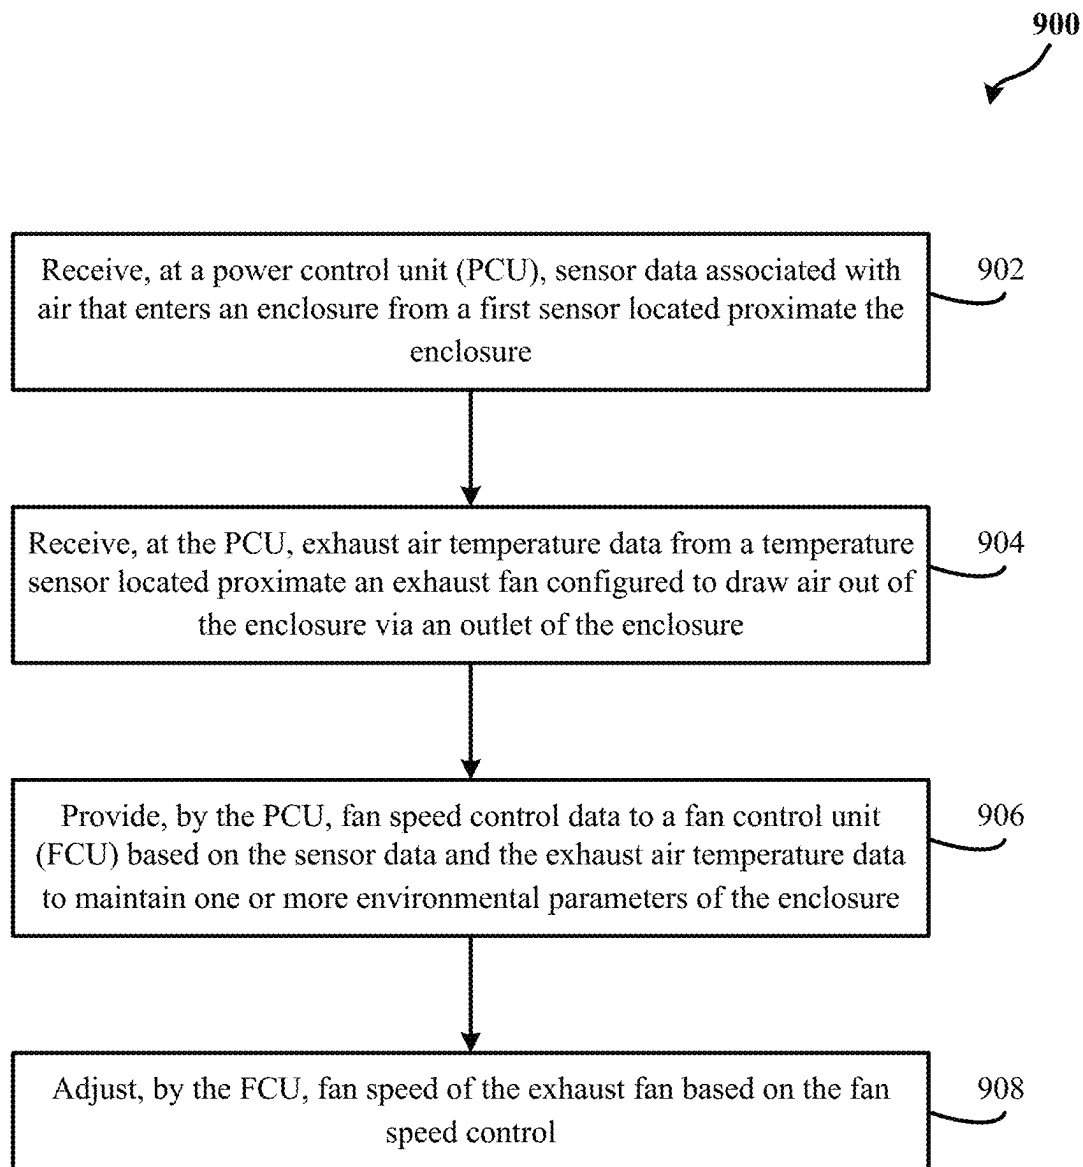 900
Receive, at a power control unit (PCU), sensor data associated with
air that enters an enclosure from a first sensor located proximate the
enclosure
902
Receive, at the PCU, exhaust air temperature data from a temperature
sensor located proximate an exhaust fan configured to draw air out of
the enclosure via an outlet of the enclosure
904
Provide, by the PCU, fan speed control data to a fan control unit
(FCU) based on the sensor data and the exhaust air temperature data
to maintain one or more environmental parameters of the enclosure
906
Adjust, by the FCU, fan speed of the exhaust fan based on the fan
speed control
908